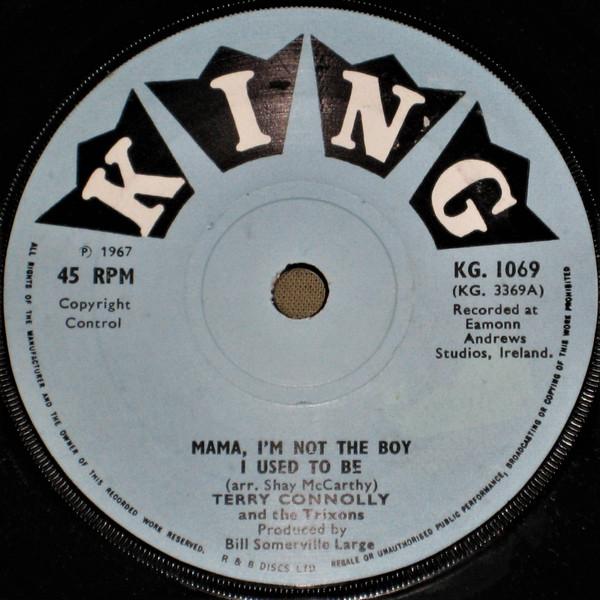 KING
℗ 1967
45 RPM
Copyright
Control
KG. 1069
(KG. 3369A)
Recorded at
Eamonn
Andrews
Studios, Ireland.
MAMA, I'M NOT THE BOY
I USED TO BE
(arr. Shay McCarthy)
TERRY CONNOLLY
and the Trixons
Produced by
Bill Somerville Large
R & B DISCS LTD.
ALL RIGHTS OF THE MANUFACTURER AND THE OWNER OF THIS RECORDED WORK RESERVED.
RESALE OR UNAUTHORISED PUBLIC PERFORMANCE, BROADCASTING OR COPYING OF THIS WORK PROHIBITED